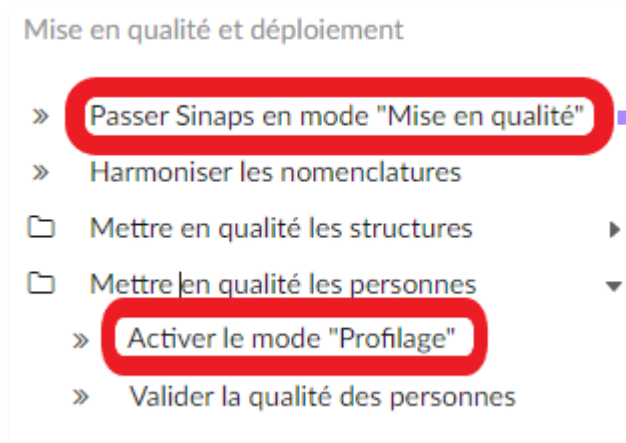 Mise en qualité et déploiement
» Passer Sinaps en mode "Mise en qualité"
» Harmoniser les nomenclatures
Mettre en qualité les structures
Mettre en qualité les personnes
» Activer le mode "Profilage"
» Valider la qualité des personnes